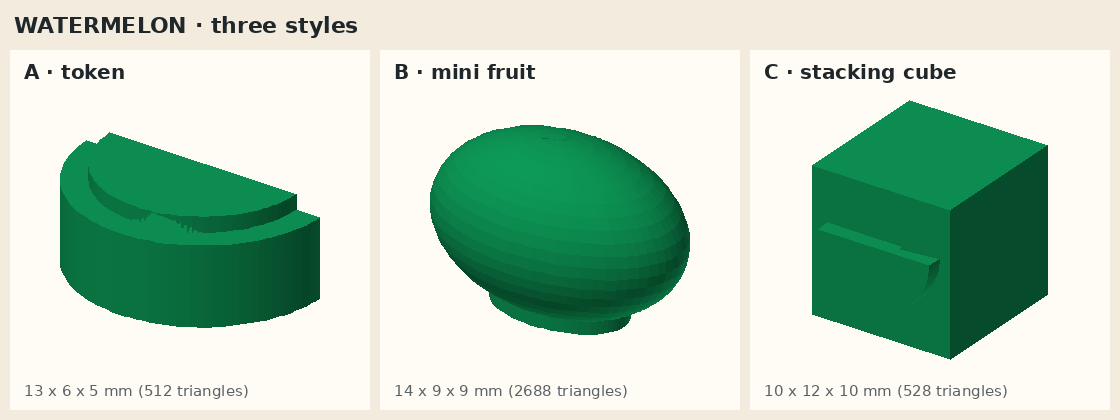 WATERMELON · three styles
A · token
B · mini fruit
C · stacking cube
13 x 6 x 5 mm (512 triangles)
14 x 9 x 9 mm (2688 triangles)
10 x 12 x 10 mm (528 triangles)